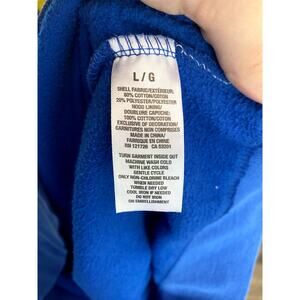 L / G
SHELL FABRIC/EXTÉRIEUR:
80% COTTON/COTON
20% POLYESTER/POLYESTER
HOOD LINING/
DOUBLURE CAPUCHE:
100% COTTON/COTON
EXCLUSIVE OF DECORATION/
GARNITURES NON COMPRISES
MADE IN CHINA/
FABRIQUÉ EN CHINE
RN 121726 CA 03201
TURN GARMENT INSIDE OUT
MACHINE WASH COLD
WITH LIKE COLORS
GENTLE CYCLE
ONLY NON-CHLORINE BLEACH
WHEN NEEDED
TUMBLE DRY LOW
COOL IRON IF NEEDED
DO NOT IRON
ON EMBELLISHMENT